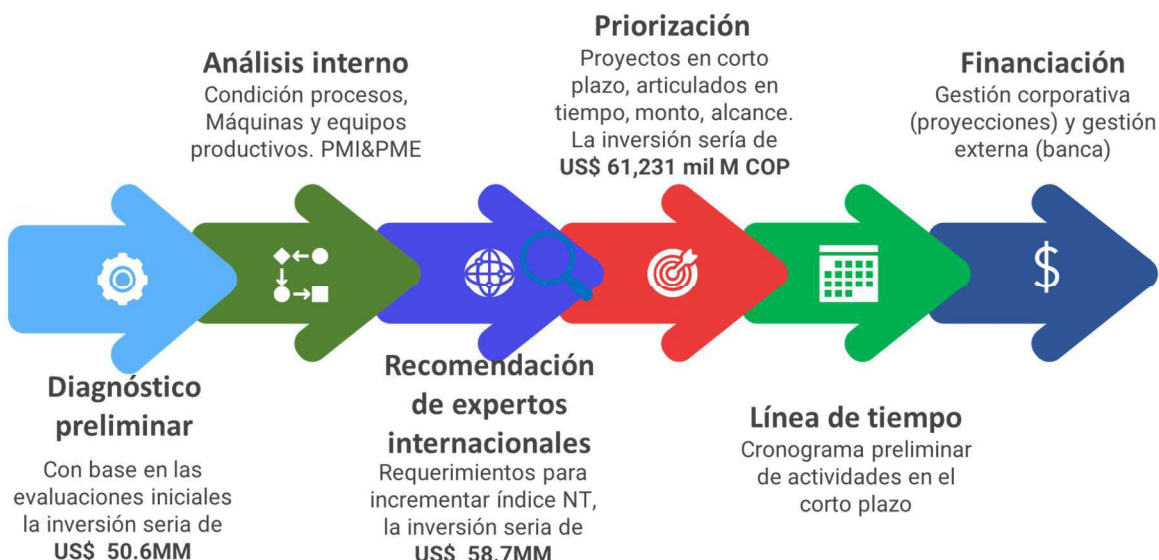 Diagnóstico
preliminar
Con base en las
evaluaciones iniciales
la inversión seria de
US$ 50.6MM
Análisis interno
Condición procesos,
Máquinas y equipos
productivos. PMI&PME
Recomendación
de expertos
internacionales
Requerimientos para
incrementar índice NT,
la inversión seria de
US$ 58.7MM
Priorización
Proyectos en corto
plazo, articulados en
tiempo, monto, alcance.
La inversión sería de
US$ 61,231 mil M COP
Línea de tiempo
Cronograma preliminar
de actividades en el
corto plazo
Financiación
Gestión corporativa
(proyecciones) y gestión
externa (banca)
$